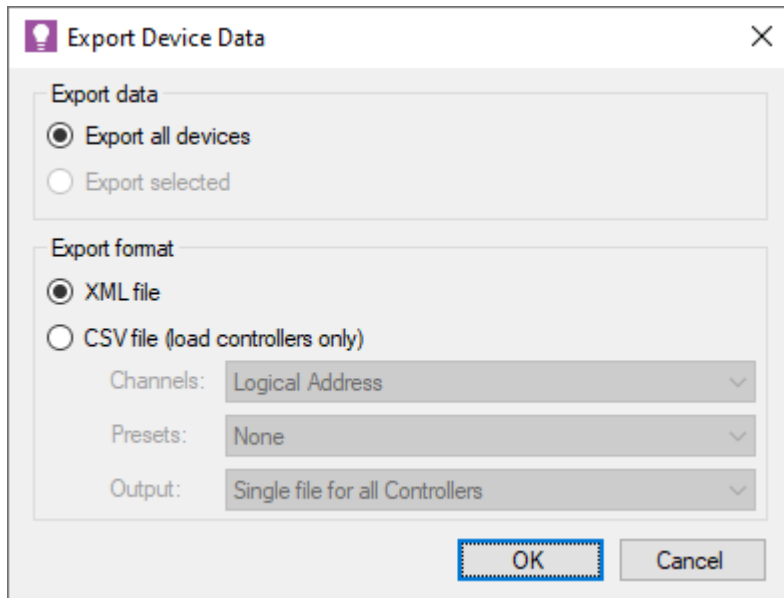 Export Device Data
Export data
Export all devices
Export selected
Export format
XML file
CSV file (load controllers only)
Channels: Logical Address
Presets: None
Output: Single file for all Controllers
OK Cancel